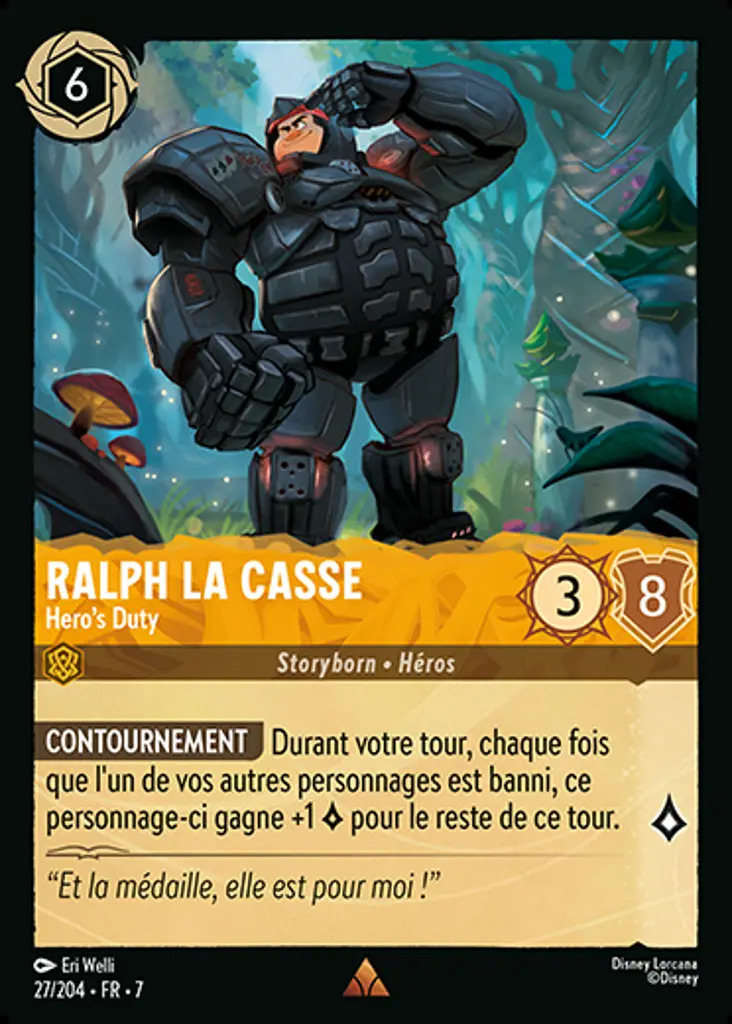 6
RALPH LA CASSE
Hero's Duty
3
8
Storyborn • Héros
CONTOURNEMENT Durant votre tour, chaque fois
que l'un de vos autres personnages est banni, ce
personnage-ci gagne +1 pour le reste de ce tour.
“Et la médaille, elle est pour moi !”
Eri Welli
27/204 • FR • 7
Disney Lorcana
©Disney